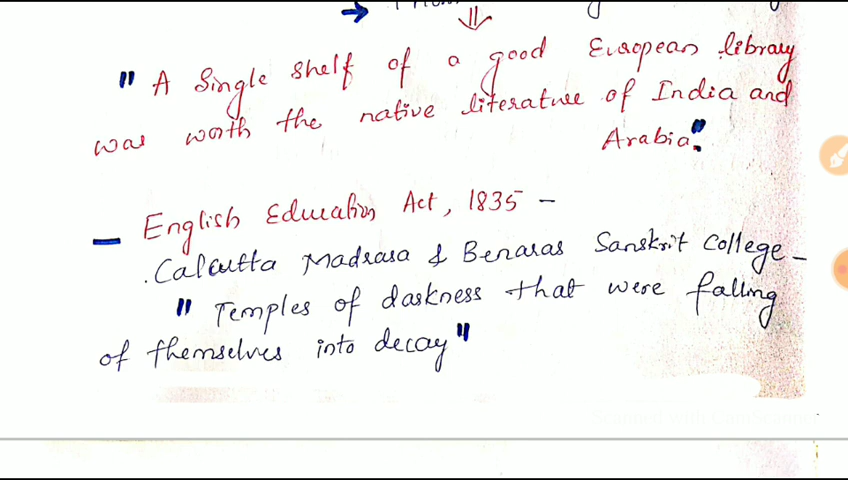 " A Single shelf of a good European library
was worth the native literature of India and
Arabia."
- English Education Act, 1835 -
. Calcutta Madrasa & Benaras Sanskrit College -
" Temples of darkness that were falling
of themselves into decay "